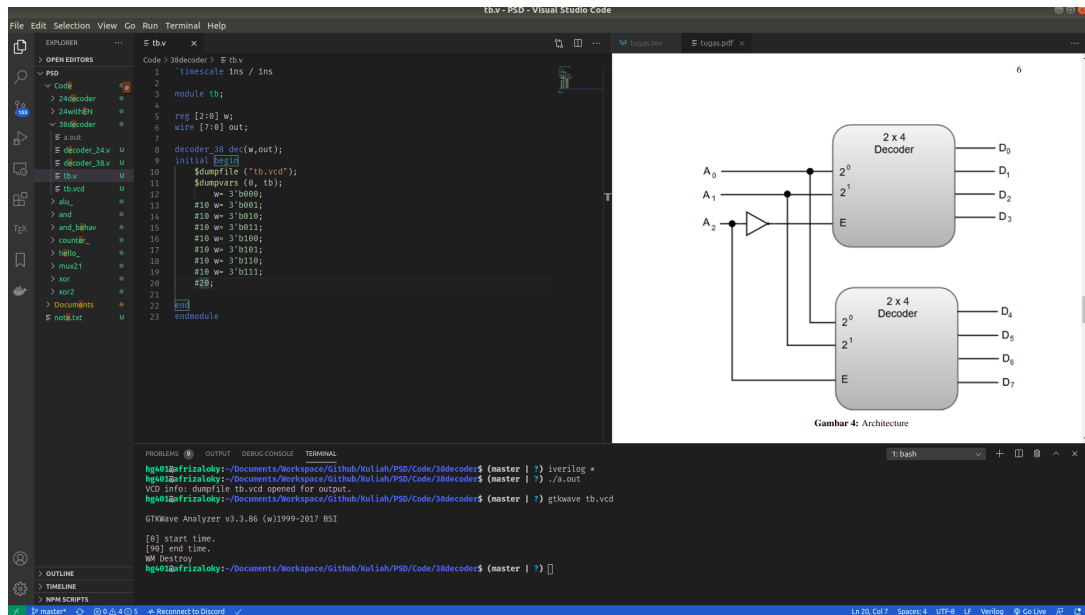 tb.v - PSD - Visual Studio Code
File Edit Selection View Go Run Terminal Help
EXPLORER
OPEN EDITORS
PSD
Code
24decoder
24withEN
38decoder
a.out
decoder_24.v U
decoder_38.v U
tb.v U
tb.vcd U
alu_
and
and_behav
counter_
hello_
mux21
xor
xor2
Documents
note.txt U
OUTLINE
TIMELINE
NPM SCRIPTS
tb.v
Code > 38decoder > tb.v
1 `timescale 1ns / 1ns
2
3 module tb;
4
5 reg [2:0] w;
6 wire [7:0] out;
7
8 decoder_38 dec(w,out);
9 initial begin
10 $dumpfile ("tb.vcd");
11 $dumpvars (0, tb);
12 w= 3'b000;
13 #10 w= 3'b001;
14 #10 w= 3'b010;
15 #10 w= 3'b011;
16 #10 w= 3'b100;
17 #10 w= 3'b101;
18 #10 w= 3'b110;
19 #10 w= 3'b111;
20 #20;
21
22 end
23 endmodule
tugas.tex
tugas.pdf
6
2 x 4
Decoder
A0
A1
A2
2^0
2^1
E
D0
D1
D2
D3
2 x 4
Decoder
2^0
2^1
E
D4
D5
D6
D7
Gambar 4: Architecture
PROBLEMS 9 OUTPUT DEBUG CONSOLE TERMINAL
1: bash
hg401@afrizaloky:~/Documents/Workspace/Github/Kuliah/PSD/Code/38decoder$ (master | ?) iverilog *
hg401@afrizaloky:~/Documents/Workspace/Github/Kuliah/PSD/Code/38decoder$ (master | ?) ./a.out
VCD info: dumpfile tb.vcd opened for output.
hg401@afrizaloky:~/Documents/Workspace/Github/Kuliah/PSD/Code/38decoder$ (master | ?) gtkwave tb.vcd
GTKWave Analyzer v3.3.86 (w)1999-2017 BSI
[0] start time.
[90] end time.
WM Destroy
hg401@afrizaloky:~/Documents/Workspace/Github/Kuliah/PSD/Code/38decoder$ (master | ?)
master* 0 4 5 Reconnect to Discord
Ln 20, Col 7 Spaces: 4 UTF-8 LF Verilog Go Live